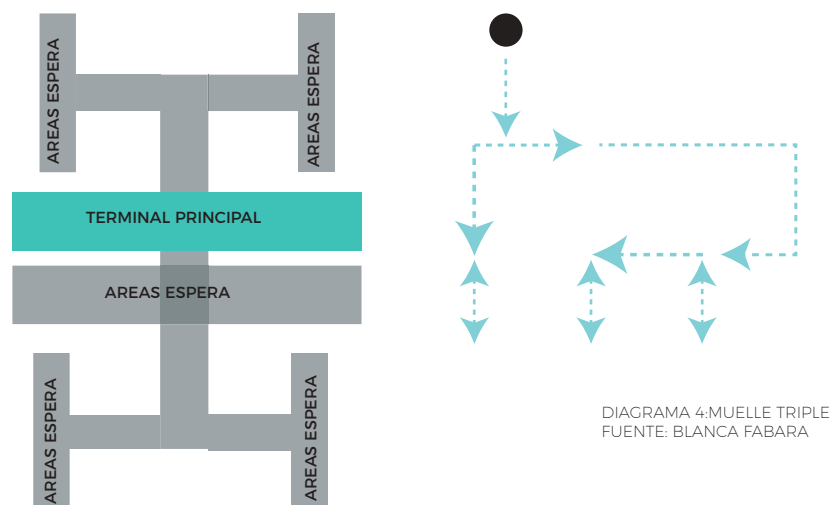 AREAS ESPERA
AREAS ESPERA
TERMINAL PRINCIPAL
AREAS ESPERA
AREAS ESPERA
AREAS ESPERA
DIAGRAMA 4:MUELLE TRIPLE
FUENTE: BLANCA FABARA